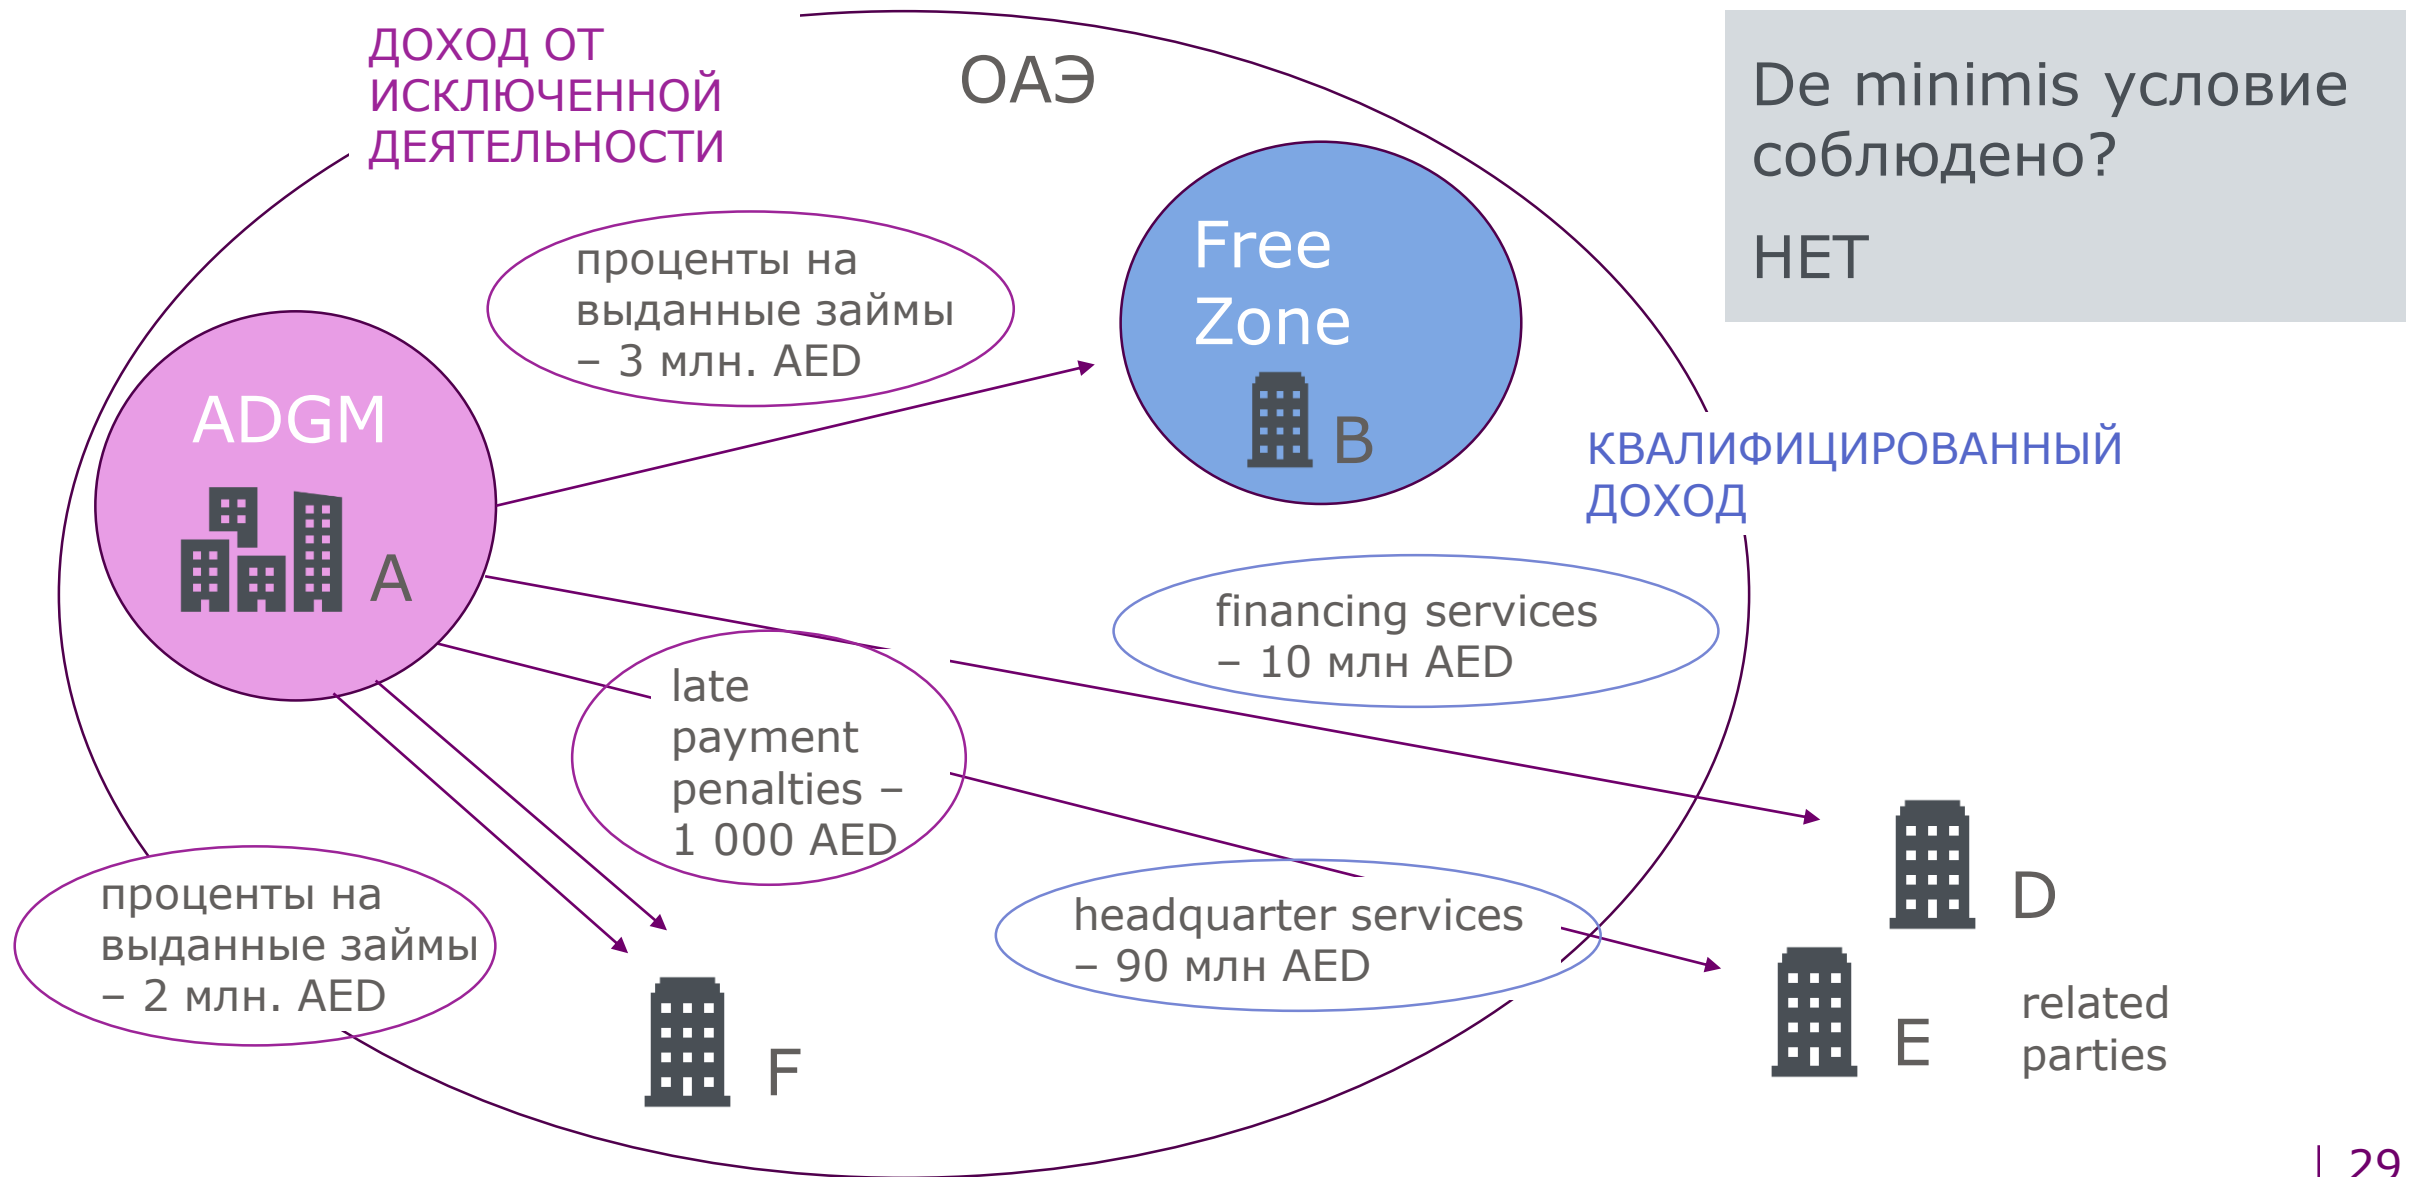 ДОХОД ОТ
ИСКЛЮЧЕННОЙ
ДЕЯТЕЛЬНОСТИ
ОАЭ
De minimis условие
соблюдено?
НЕТ
проценты на
выданные займы
– 3 млн. AED
Free
Zone
B
ADGM
A
КВАЛИФИЦИРОВАННЫЙ
ДОХОД
financing services
– 10 млн AED
late
payment
penalties –
1 000 AED
проценты на
выданные займы
– 2 млн. AED
headquarter services
– 90 млн AED
D
E
related
parties
F
29